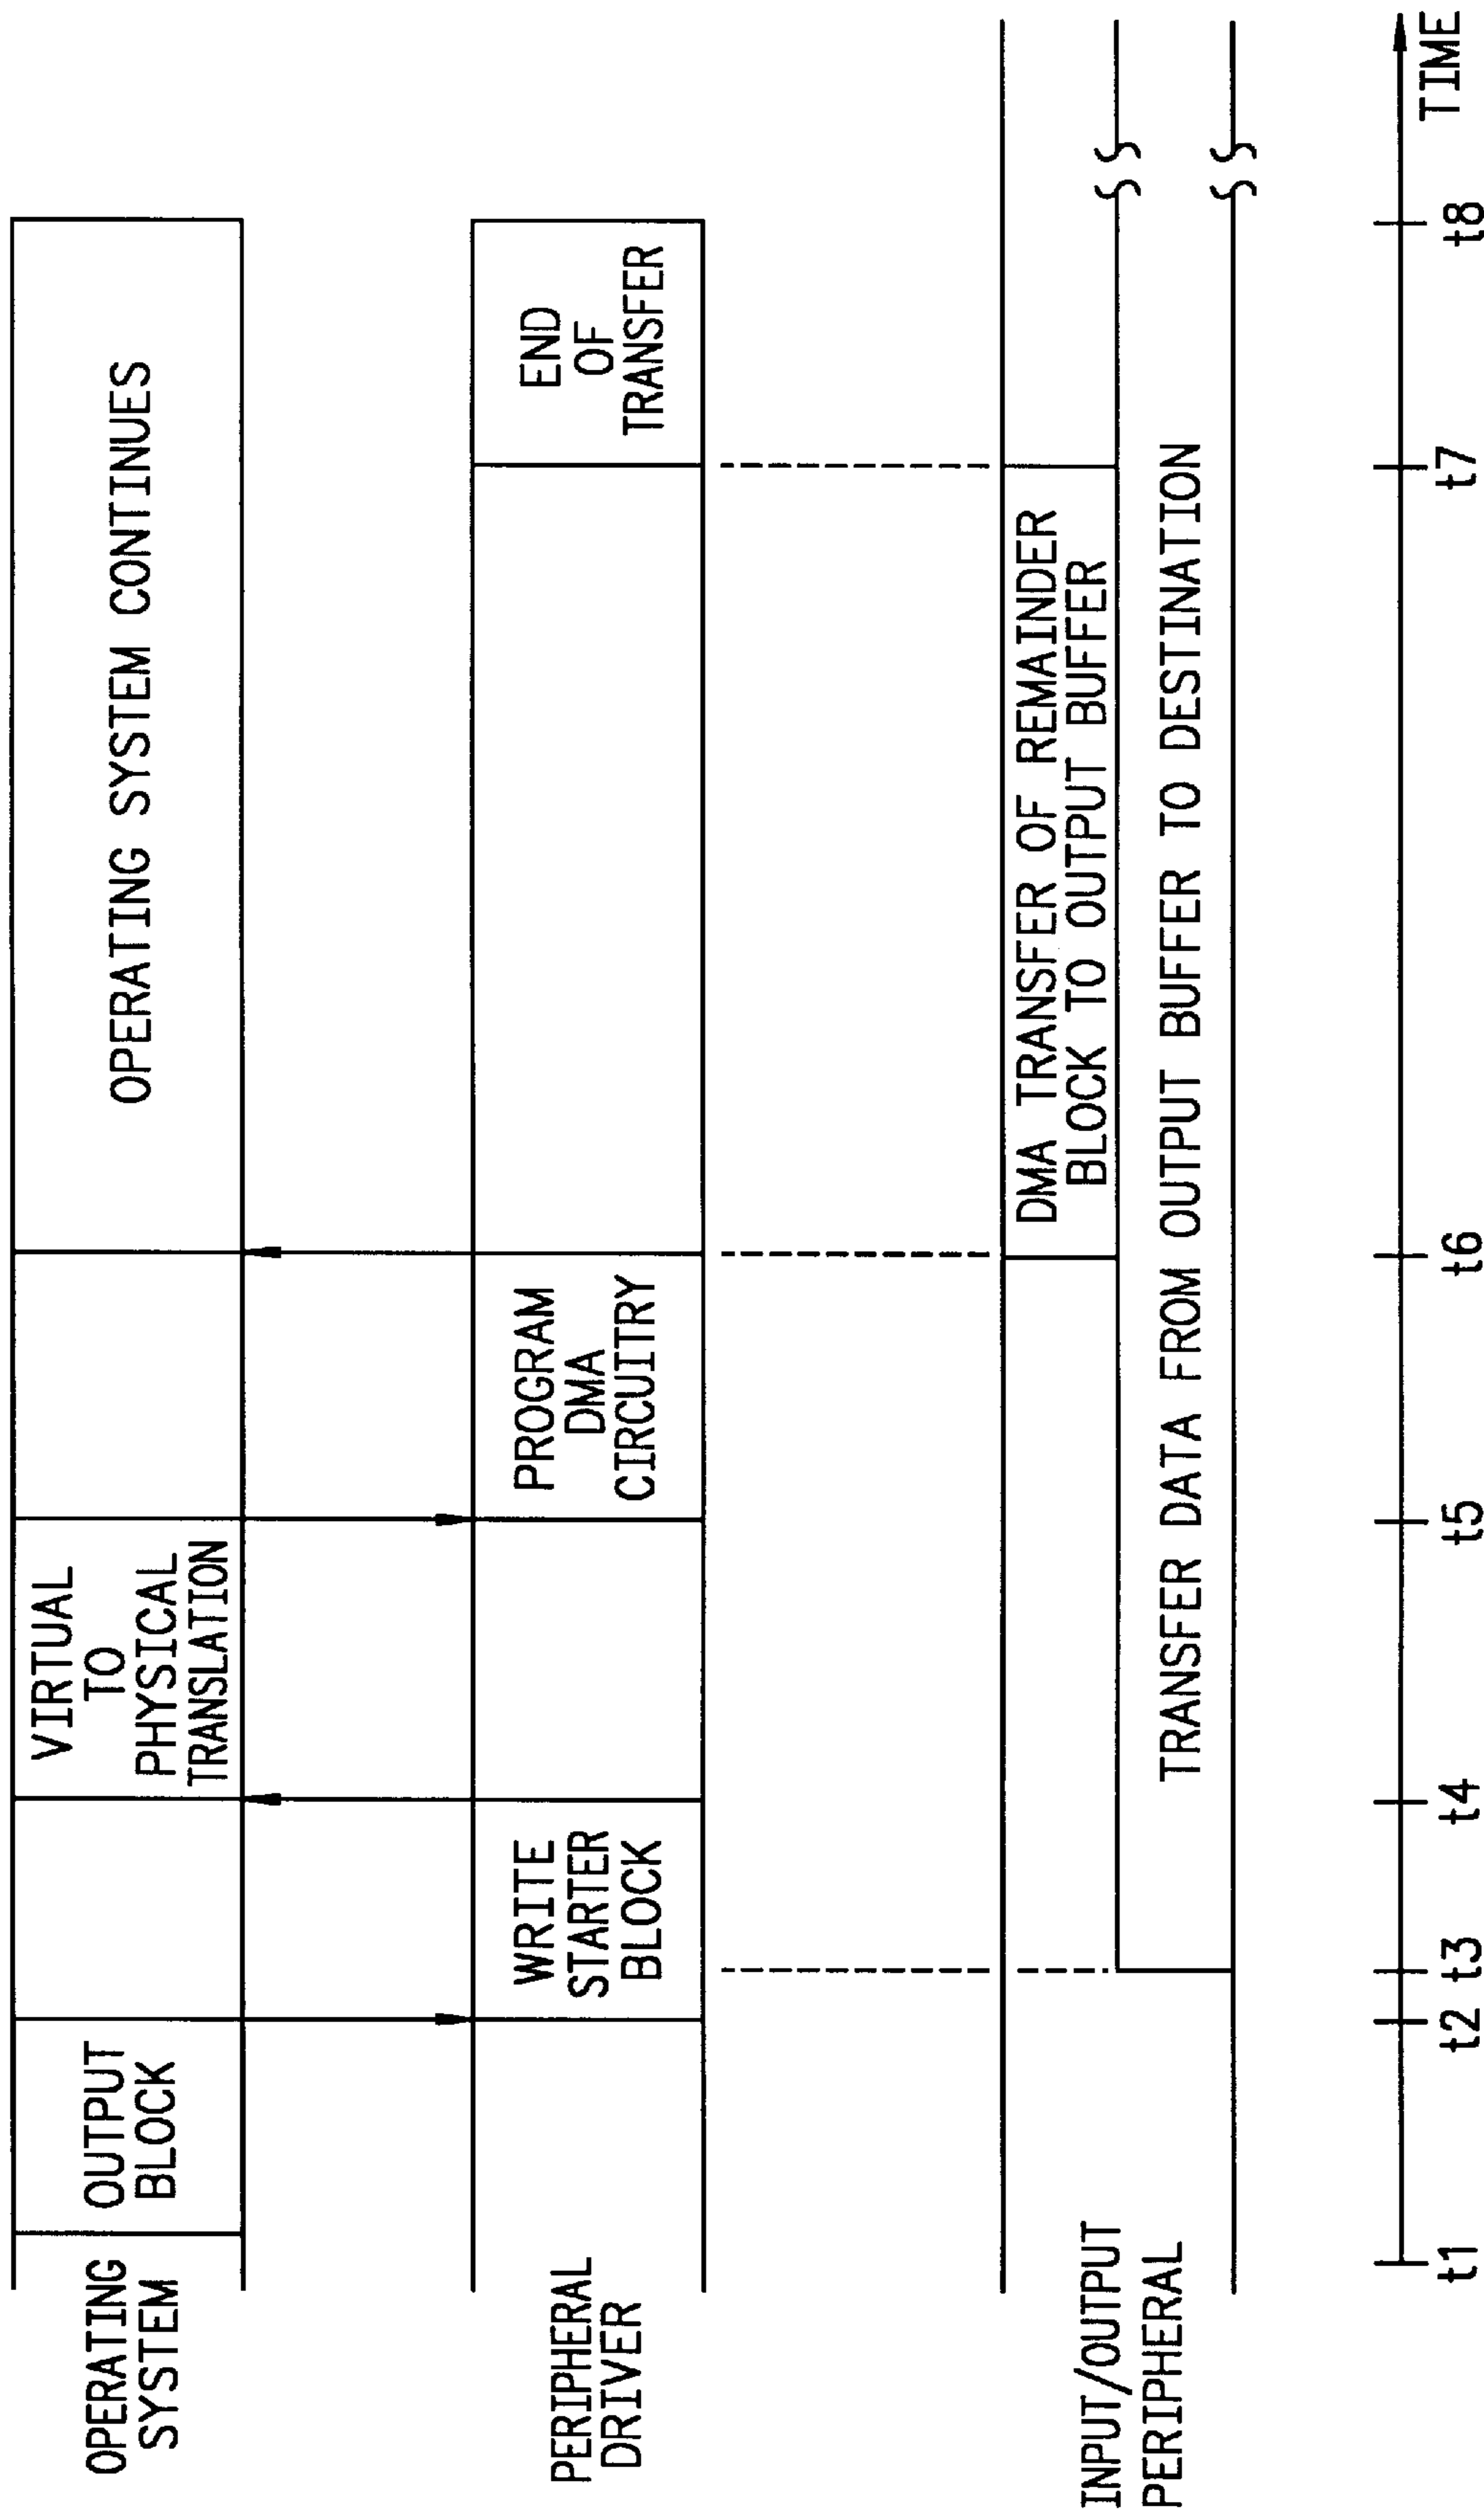 OPERATING
SYSTEM
OUTPUT
BLOCK
VIRTUAL
TO
PHYSICAL
TRANSLATION
OPERATING SYSTEM CONTINUES
PERIPHERAL
DRIVER
WRITE
STARTER
BLOCK
PROGRAM
DMA
CIRCUITRY
END
OF
TRANSFER
INPUT/OUTPUT
PERIPHERAL
DMA TRANSFER OF REMAINDER
BLOCK TO OUTPUT BUFFER
TRANSFER DATA FROM OUTPUT BUFFER TO DESTINATION
t1 t2 t3 t4 t5 t6 t7 t8
TIME